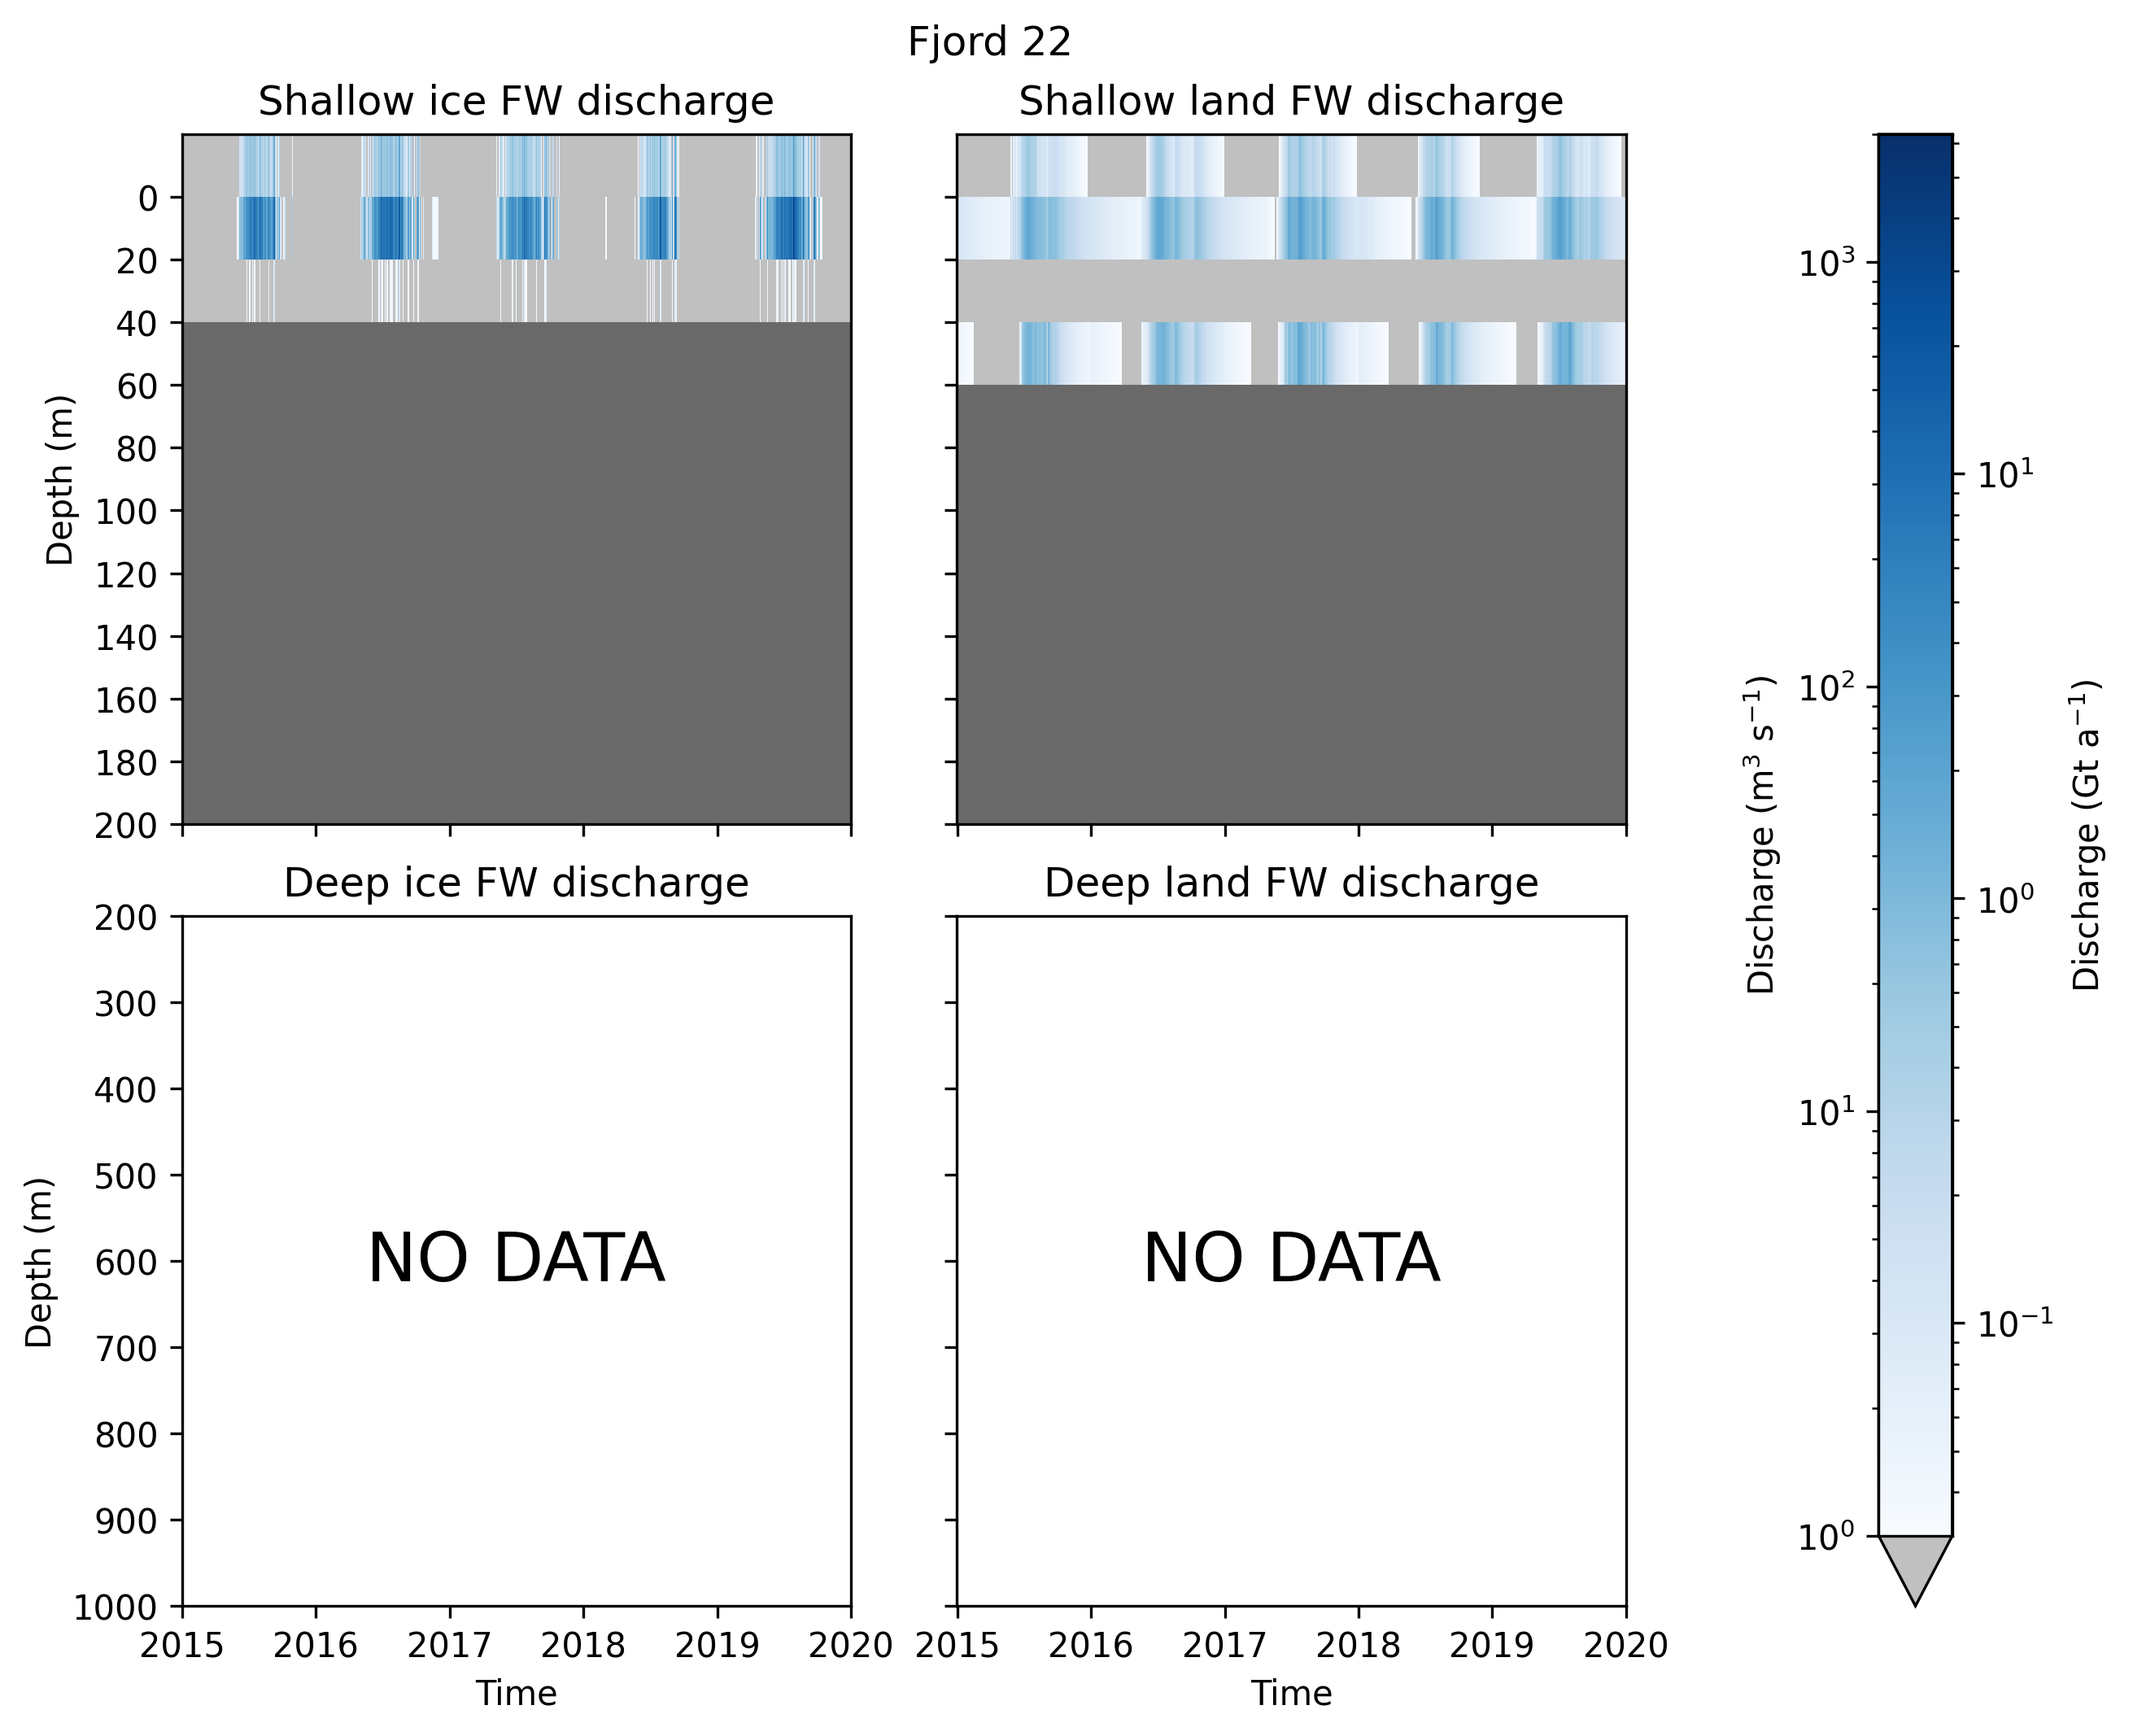 Fjord 22
Shallow ice FW discharge
Shallow land FW discharge
Depth (m)
0
20
40
60
80
100
120
140
160
180
200
Deep ice FW discharge
Deep land FW discharge
Depth (m)
200
300
400
500
600
700
800
900
1000
NO DATA
NO DATA
2015 2016 2017 2018 2019 2020
2015 2016 2017 2018 2019 2020
Time
Time
Discharge (m³ s⁻¹)
10³
10²
10¹
10⁰
10¹
10⁰
10⁻¹
Discharge (Gt a⁻¹)